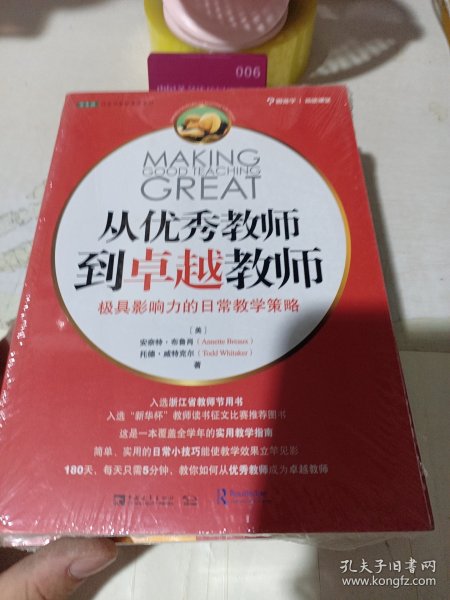 006
MAKING
GOOD TEACHING
GREAT
从优秀教师
到卓越教师
极具影响力的日常教学策略
[美]
安奈特·布鲁肖(Annette Breaux)
托德·威特克尔(Todd Whitaker)
著
入选浙江省教师节用书
入选“新华杯”教师读书征文比赛推荐图书
这是一本覆盖全学年的实用教学指南
简单、实用的日常小技巧能使教学效果立竿见影
180天、每天只需5分钟，教你如何从优秀教师成为卓越教师
Routledge
孔夫子旧书网
www.kongfz.com